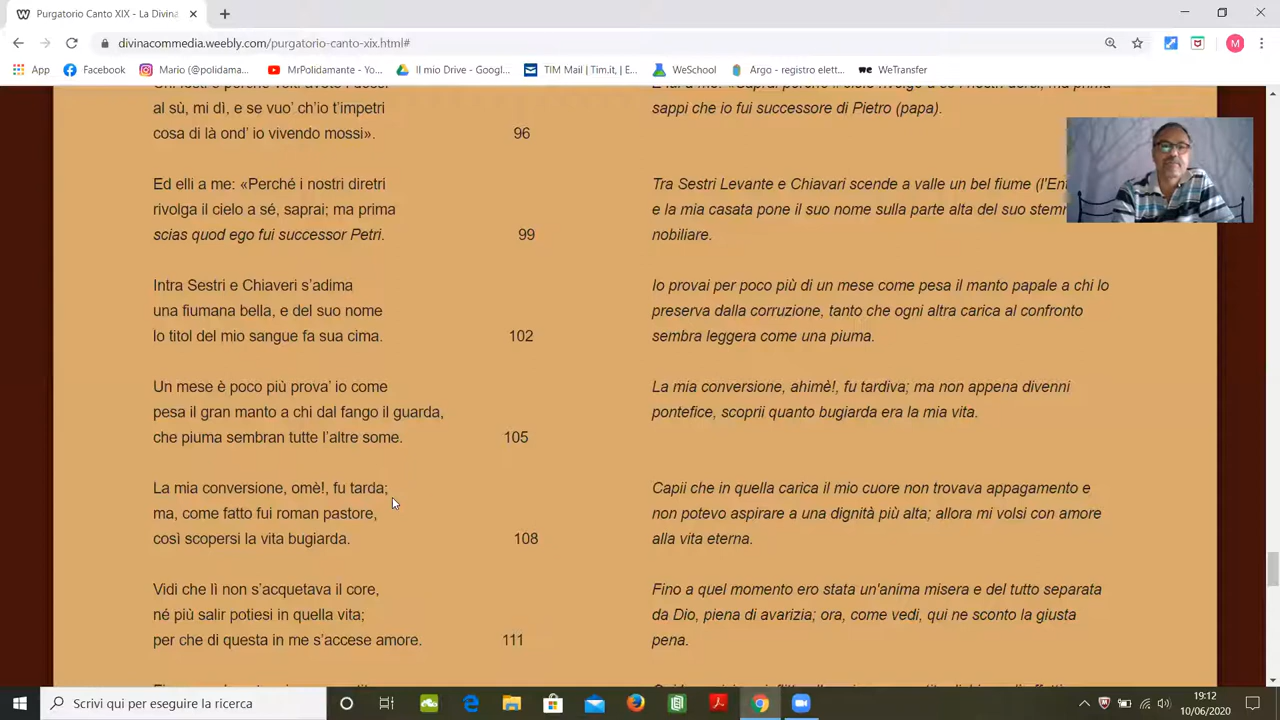 Purgatorio Canto XIX - La Divina
divinacommedia.weebly.com/purgatorio-canto-xix.html#
M
App
Facebook
Mario (@polidama...
MrPolidamante - Yo...
Il mio Drive - Googl...
TIM Mail | Tim.it, | E...
WeSchool
Argo - registro elett...
WeTransfer
al sù, mi dì, e se vuo' ch'io t'impetri
cosa di là ond' io vivendo mossi». 96
Ed elli a me: «Perché i nostri diretri
rivolga il cielo a sé, saprai; ma prima
scias quod ego fui successor Petri. 99
Intra Sestri e Chiaveri s'adima
una fiumana bella, e del suo nome
lo titol del mio sangue fa sua cima. 102
Un mese è poco più prova' io come
pesa il gran manto a chi dal fango il guarda,
che piuma sembran tutte l'altre some. 105
La mia conversione, omè!, fu tarda;
ma, come fatto fui roman pastore,
così scopersi la vita bugiarda. 108
Vidi che lì non s'acquetava il core,
né più salir potiesi in quella vita;
per che di questa in me s'accese amore. 111
sappi che io fui successore di Pietro (papa).
Tra Sestri Levante e Chiavari scende a valle un bel fiume (l'Ent
e la mia casata pone il suo nome sulla parte alta del suo stemm
nobiliare.
Io provai per poco più di un mese come pesa il manto papale a chi lo
preserva dalla corruzione, tanto che ogni altra carica al confronto
sembra leggera come una piuma.
La mia conversione, ahimè!, fu tardiva; ma non appena divenni
pontefice, scoprii quanto bugiarda era la mia vita.
Capii che in quella carica il mio cuore non trovava appagamento e
non potevo aspirare a una dignità più alta; allora mi volsi con amore
alla vita eterna.
Fino a quel momento ero stata un'anima misera e del tutto separata
da Dio, piena di avarizia; ora, come vedi, qui ne sconto la giusta
pena.
Scrivi qui per eseguire la ricerca
19:12
10/06/2020